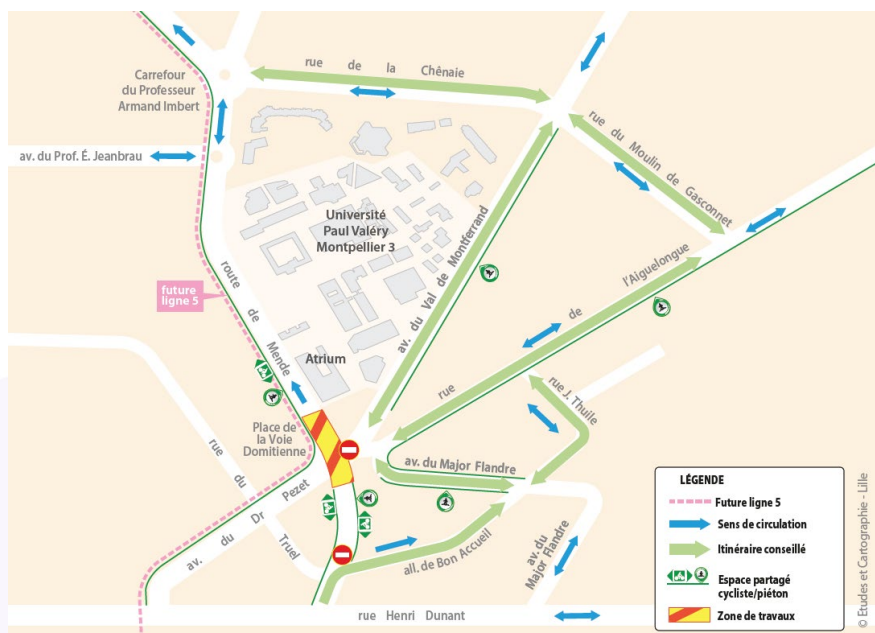 rue de la Chênaie
Carrefour
du Professeur
Armand Imbert
rue du Moulin de Gasconnet
av. du Prof. É. Jeanbrau
Université
Paul Valéry
Montpellier 3
av. du Val de Montferrand
l'Aiguelongue
de
rue
future
ligne 5
route de Mende
Atrium
rue J. Thuile
Place de
la Voie
Domitienne
rue du Truel
av. du Dr Pezet
av. du Major Flandre
all. de Bon Accueil
av. du
Major Flandre
rue Henri Dunant
LÉGENDE
Future ligne 5
Sens de circulation
Itinéraire conseillé
Espace partagé
cycliste/piéton
Zone de travaux
© Etudes et Cartographie - Lille